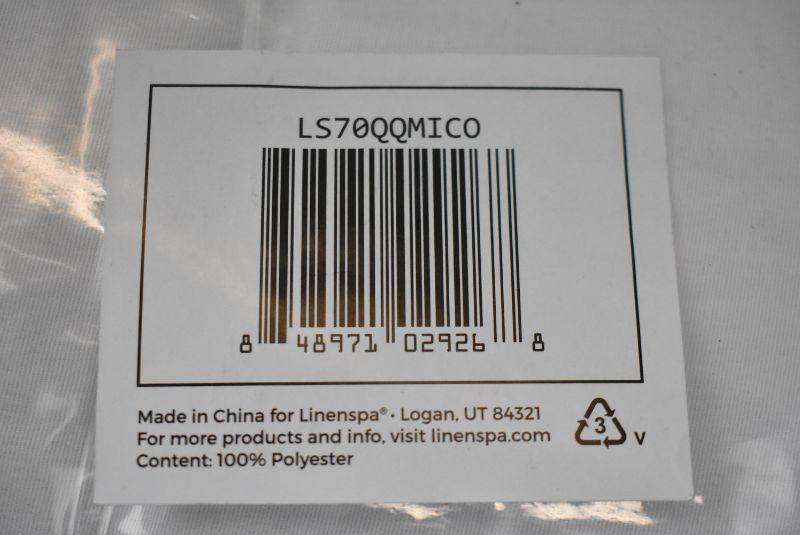 LS70QQMICO
8 48971 02926 8
Made in China for Linenspa®· Logan, UT 84321
For more products and info, visit linenspa.com
Content: 100% Polyester
3 V